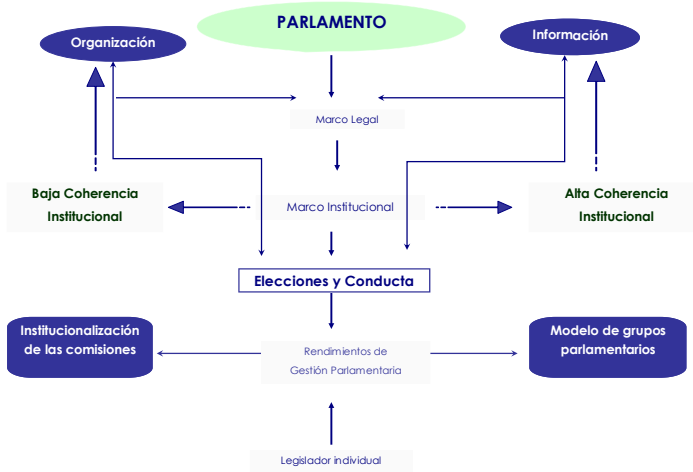 PARLAMENTO
Organización
Información
Marco Legal
Baja Coherencia
Institucional
Marco Institucional
Alta Coherencia
Institucional
Elecciones y Conducta
Institucionalización
de las comisiones
Rendimientos de
Gestión Parlamentaria
Modelo de grupos
parlamentarios
Legislador individual